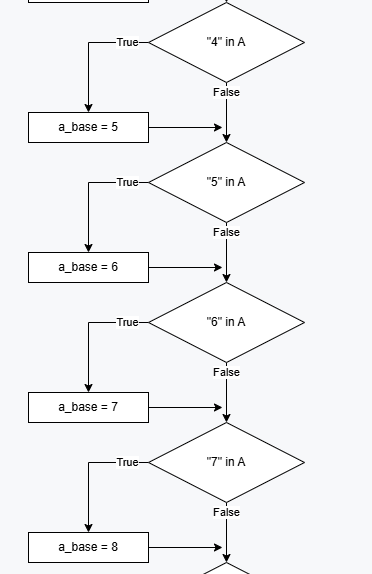 True
"4" in A
False
a_base = 5
True
"5" in A
False
a_base = 6
True
"6" in A
False
a_base = 7
True
"7" in A
False
a_base = 8